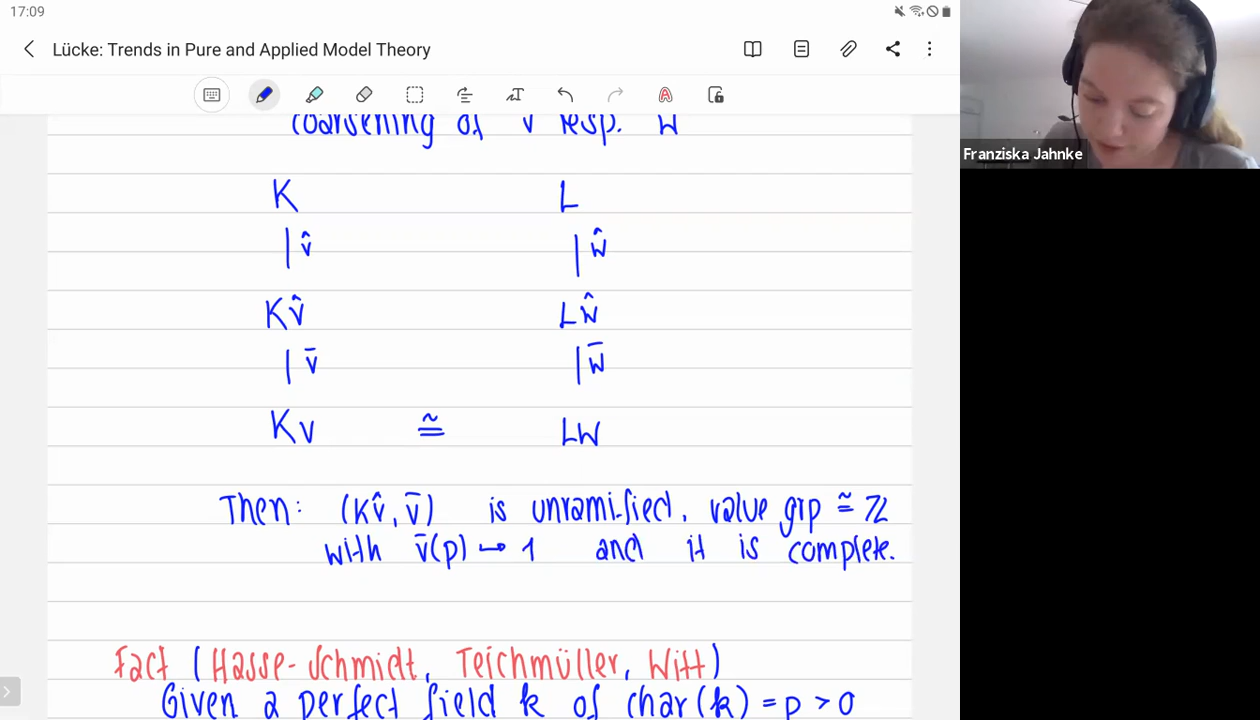 17:09
Lücke: Trends in Pure and Applied Model Theory
Franziska Jahnke
coarsening of v resp. w
K L
| v̂ | ŵ
Kv̂ Lŵ
| v̄ | w̄
Kv ≅ Lw
Then: (Kv̂, v̄) is unramified, value grp ≅ ℤ
with v̄(p) ↦ 1 and it is complete.
Fact (Hasse-Schmidt, Teichmüller, Witt)
Given a perfect field k of char(k) = p > 0